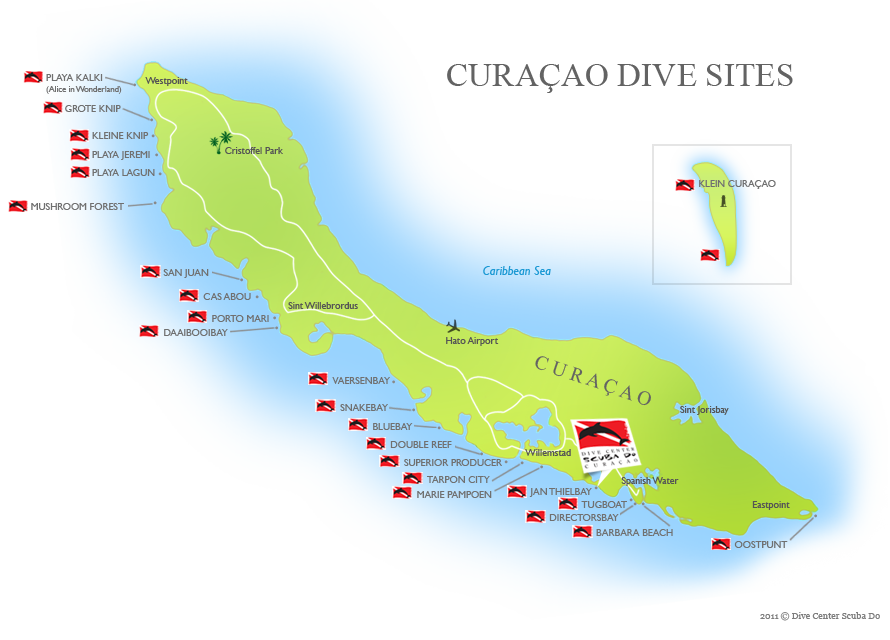 CURAÇAO DIVE SITES
PLAYA KALKI
(Alice in Wonderland)
Westpoint
GROTE KNIP
KLEINE KNIP
Cristoffel Park
PLAYA JEREMI
PLAYA LAGUN
KLEIN CURAÇAO
MUSHROOM FOREST
Caribbean Sea
SAN JUAN
CAS ABOU
Sint Willebrordus
PORTO MARI
DAAIBOOIBAY
Hato Airport
CURAÇAO
VAERSENBAY
SNAKEBAY
Sint Jorisbay
BLUEBAY
DOUBLE REEF
Willemstad
DIVE CENTER
SCUBA DO
CURACAO
SUPERIOR PRODUCER
TARPON CITY
Spanish Water
MARIE PAMPOEN
JAN THIELBAY
TUGBOAT
Eastpoint
DIRECTORSBAY
BARBARA BEACH
OOSTPUNT
2011 © Dive Center Scuba Do